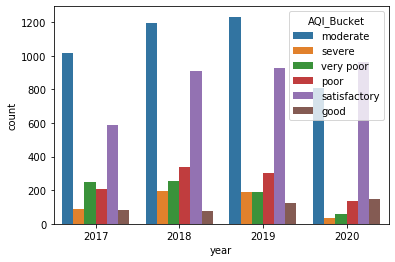 AQI_Bucket
moderate
severe
very poor
poor
satisfactory
good
1200
1000
800
600
400
200
0
count
2017 2018 2019 2020
year